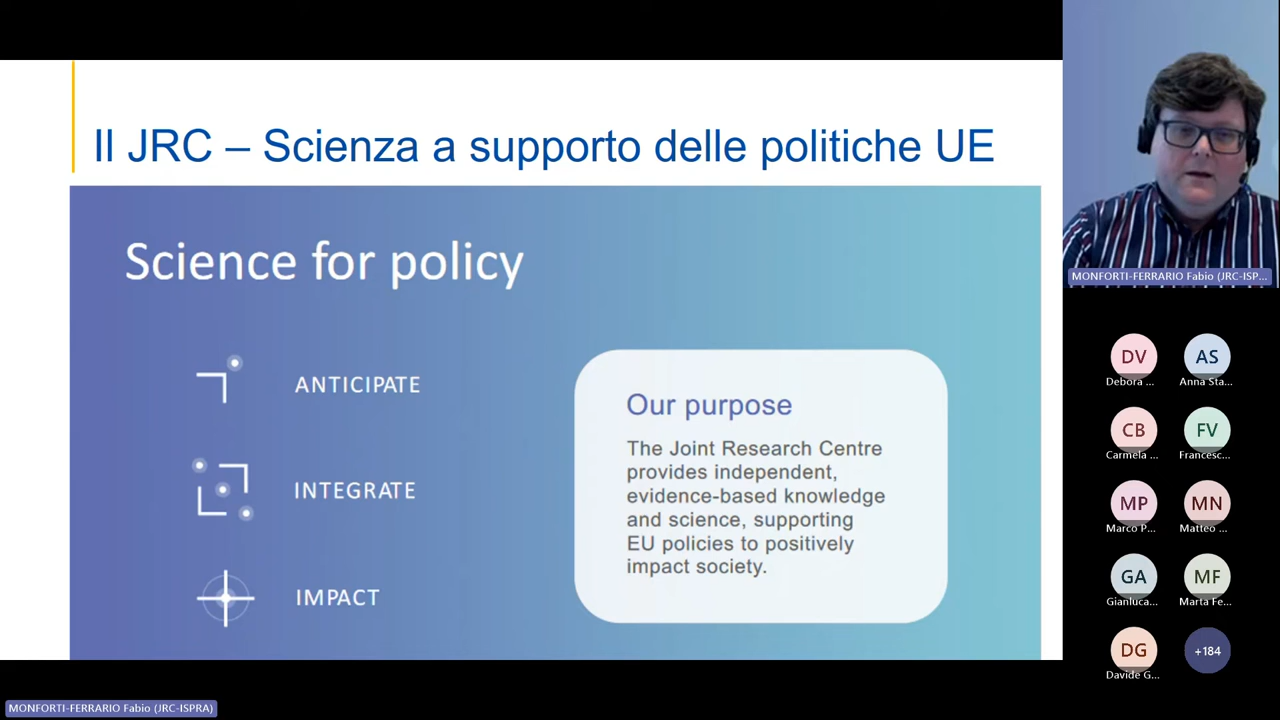 Il JRC – Scienza a supporto delle politiche UE
Science for policy
ANTICIPATE
INTEGRATE
IMPACT
Our purpose
The Joint Research Centre
provides independent,
evidence-based knowledge
and science, supporting
EU policies to positively
impact society.
MONFORTI-FERRARIO Fabio (JRC-ISP...
DV
Debora ...
AS
Anna Sta...
CB
Carmela ...
FV
Francesc...
MP
Marco P...
MN
Matteo ...
GA
Gianluca...
MF
Marta Fe...
DG
Davide G...
+184
MONFORTI-FERRARIO Fabio (JRC-ISPRA)